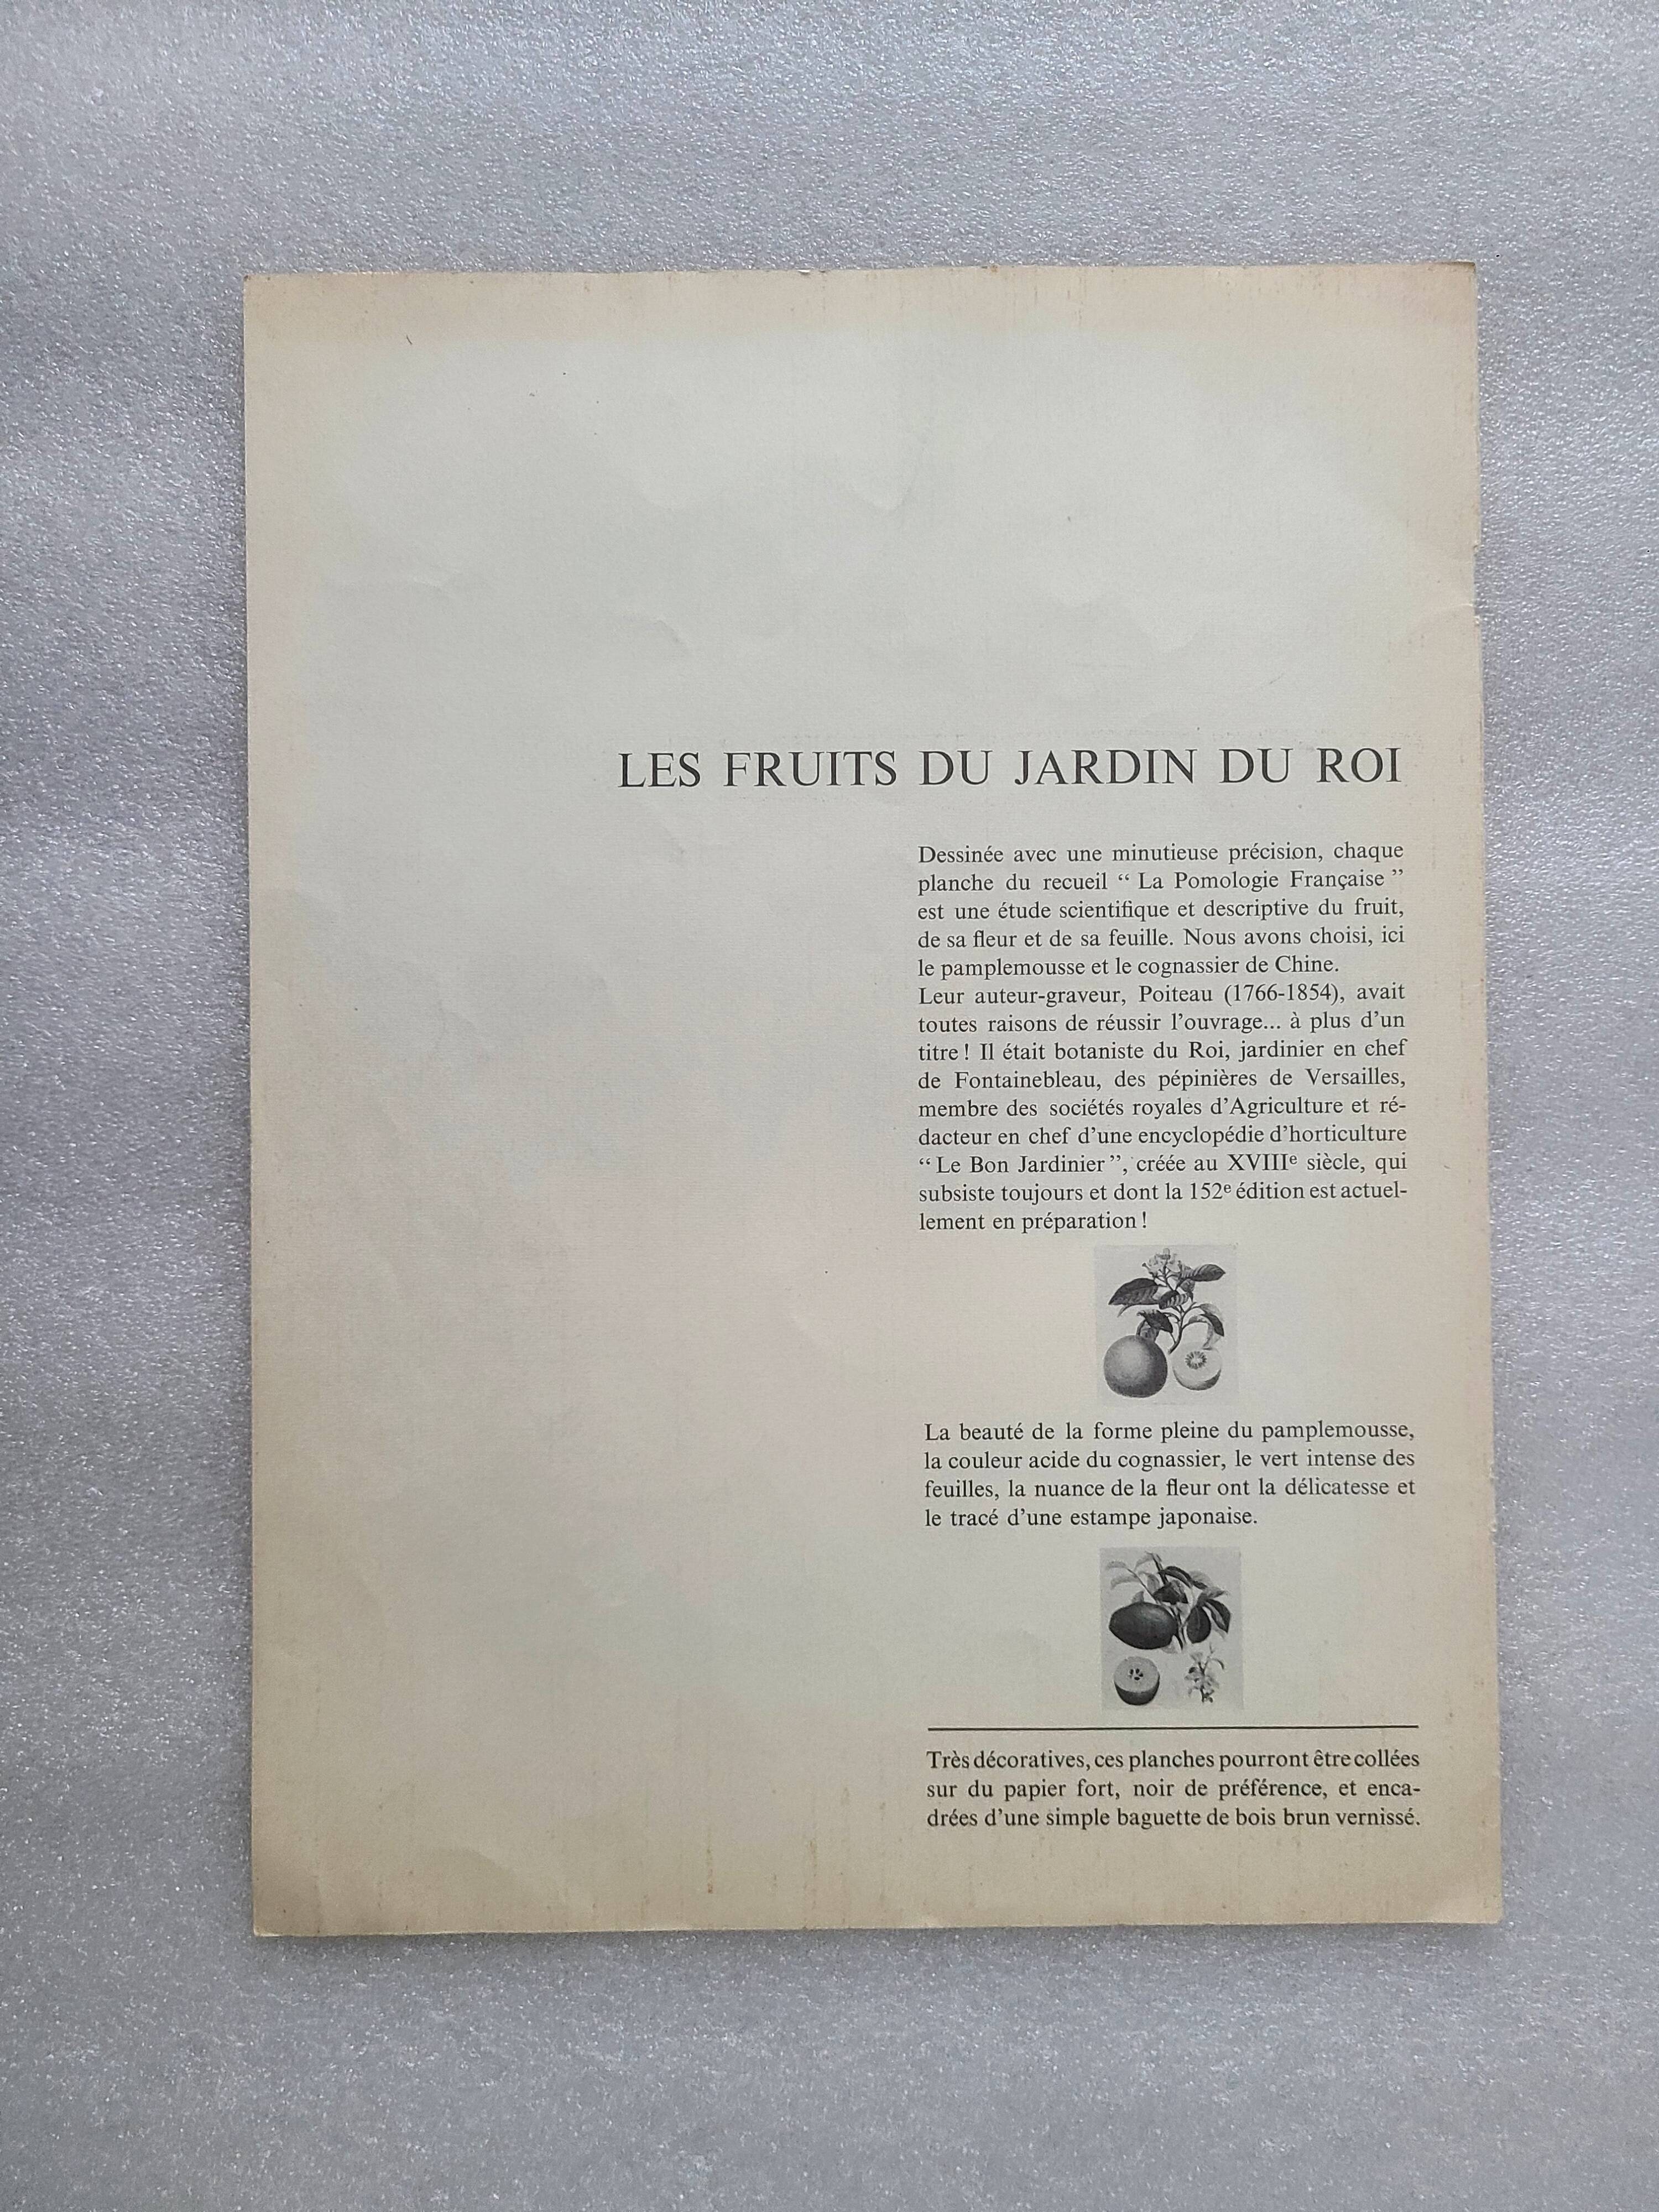 LES FRUITS DU JARDIN DU ROI
Dessinée avec une minutieuse précision, chaque
planche du recueil “ La Pomologie Française ”
est une étude scientifique et descriptive du fruit,
de sa fleur et de sa feuille. Nous avons choisi, ici
le pamplemousse et le cognassier de Chine.
Leur auteur-graveur, Poiteau (1766-1854), avait
toutes raisons de réussir l’ouvrage... à plus d’un
titre ! Il était botaniste du Roi, jardinier en chef
de Fontainebleau, des pépinières de Versailles,
membre des sociétés royales d’Agriculture et ré-
dacteur en chef d’une encyclopédie d’horticulture
“ Le Bon Jardinier ”, créée au XVIIIe siècle, qui
subsiste toujours et dont la 152e édition est actuel-
lement en préparation !
La beauté de la forme pleine du pamplemousse,
la couleur acide du cognassier, le vert intense des
feuilles, la nuance de la fleur ont la délicatesse et
le tracé d’une estampe japonaise.
Très décoratives, ces planches pourront être collées
sur du papier fort, noir de préférence, et enca-
drées d’une simple baguette de bois brun vernissé.